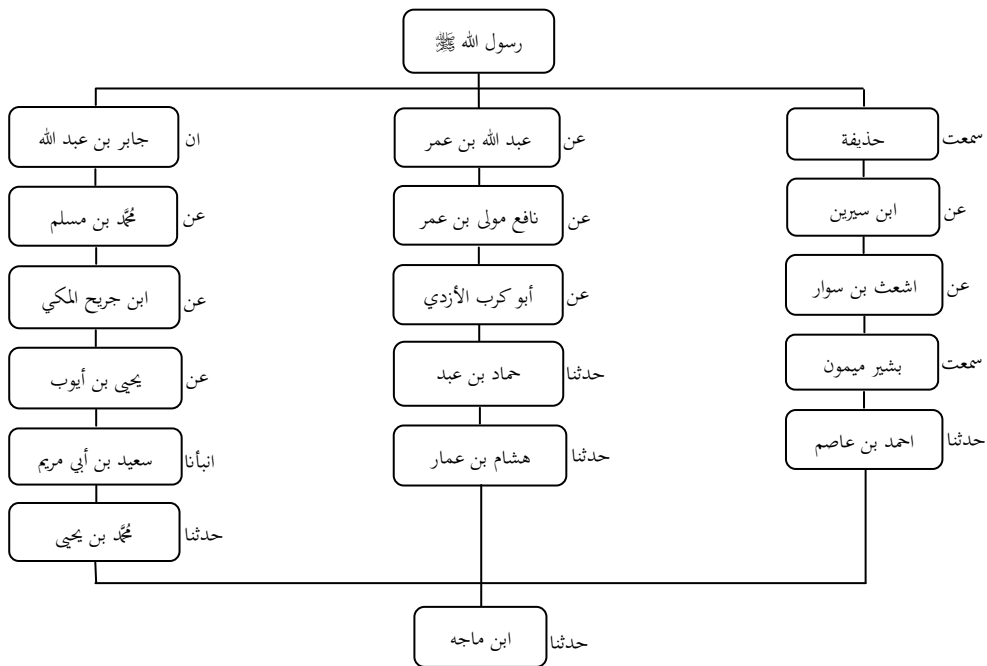 رسول الله ﷺ
سمعت حذيفة
عن عبد الله بن عمر
ان جابر بن عبد الله
عن ابن سيرين
عن نافع مولى بن عمر
عن مُحَّد بن مسلم
عن اشعث بن سوار
عن أبو كرب الأزدي
عن ابن جريح المكي
سمعت بشير ميمون
حدثنا حماد بن عبد
عن يحيى بن أيوب
حدثنا احمد بن عاصم
حدثنا هشام بن عمار
انبأنا سعيد بن أبي مريم
حدثنا مُحَّد بن يحيى
حدثنا ابن ماجه